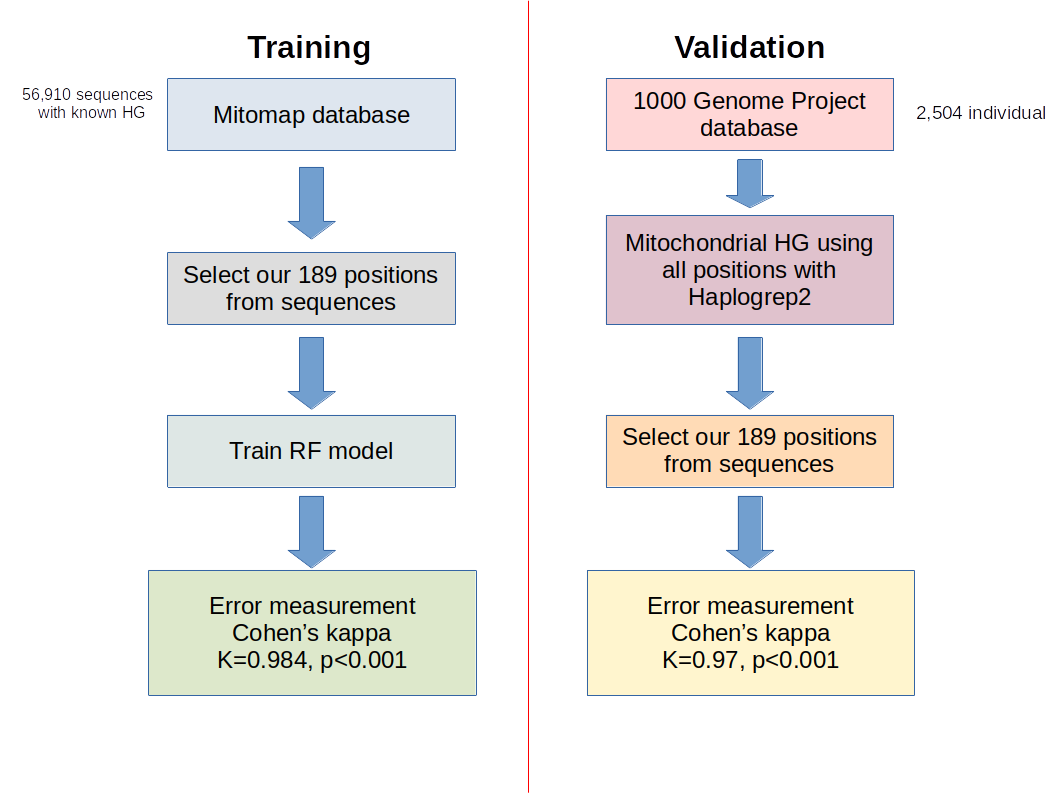 Training
56,910 sequences
with known HG
Mitomap database
Select our 189 positions
from sequences
Train RF model
Error measurement
Cohen’s kappa
K=0.984, p<0.001
Validation
1000 Genome Project
database
2,504 individual
Mitochondrial HG using
all positions with
Haplogrep2
Select our 189 positions
from sequences
Error measurement
Cohen’s kappa
K=0.97, p<0.001